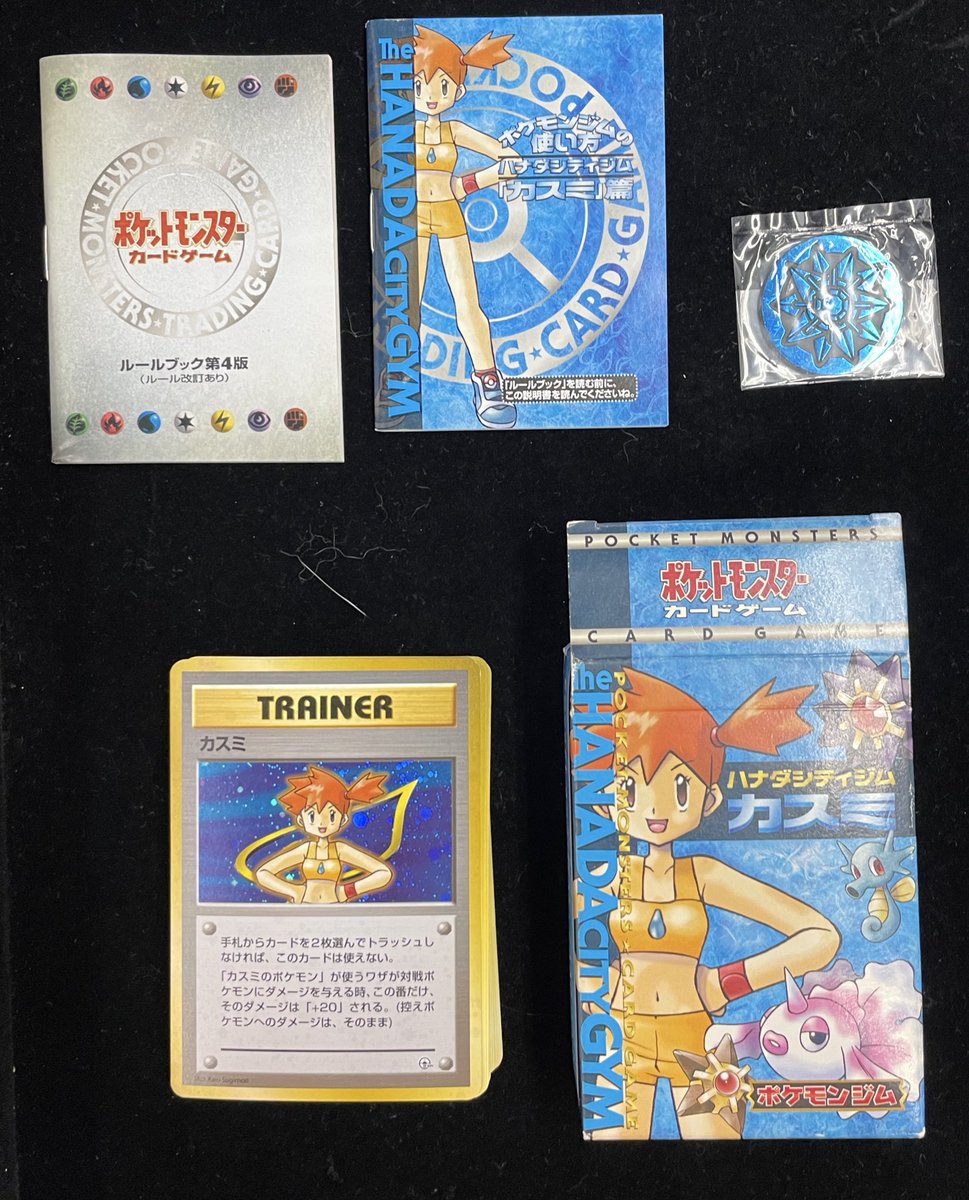 GAME★POCKET★MONSTERS★TRADING★CARD★
ポケットモンスター
カードゲーム
ルールブック第4版
(ルール改訂あり)
The HANADACITY GYM
POCK
DING★CARD★G
ポケモンジムの
使い方
ハナダシティジム
「カスミ」篇
「ルールブック」を読む前に、
この説明書を読んでくださいね。
TRAINER
カスミ
手札からカードを2枚選んでトラッシュし
なければ、このカードは使えない。
「カスミのポケモン」が使うワザが対戦ポ
ケモンにダメージを与える時、この番だけ、
そのダメージは「+20」される。(控えポ
ケモンへのダメージは、そのまま)
Ken Sugimori
POCKET MONSTERS
ポケットモンスター
カードゲーム
CARD GAME
The HANADACITY GYM
POCKET MONSTERS★CARD GAME
ハナダシティジム
カスミ
ポケモンジム